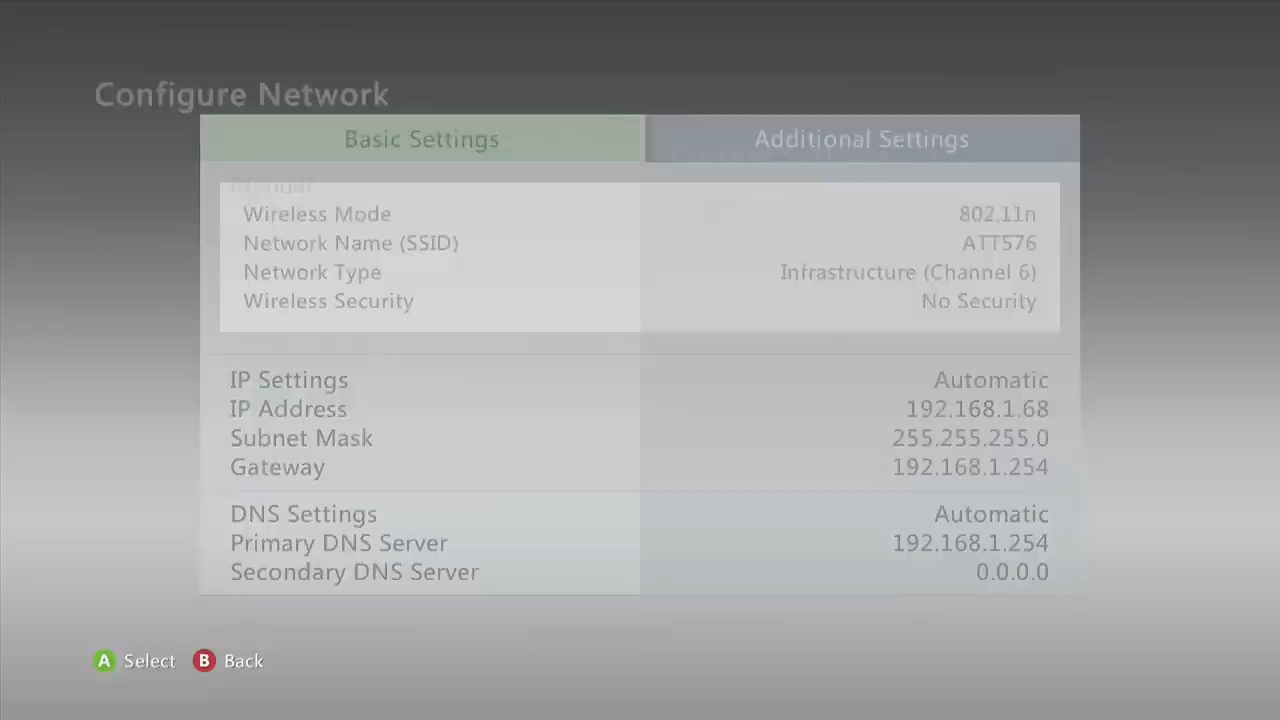 Configure Network
Basic Settings Additional Settings
Manual
Wireless Mode 802.11n
Network Name (SSID) ATT576
Network Type Infrastructure (Channel 6)
Wireless Security No Security
IP Settings Automatic
IP Address 192.168.1.68
Subnet Mask 255.255.255.0
Gateway 192.168.1.254
DNS Settings Automatic
Primary DNS Server 192.168.1.254
Secondary DNS Server 0.0.0.0
A Select B Back